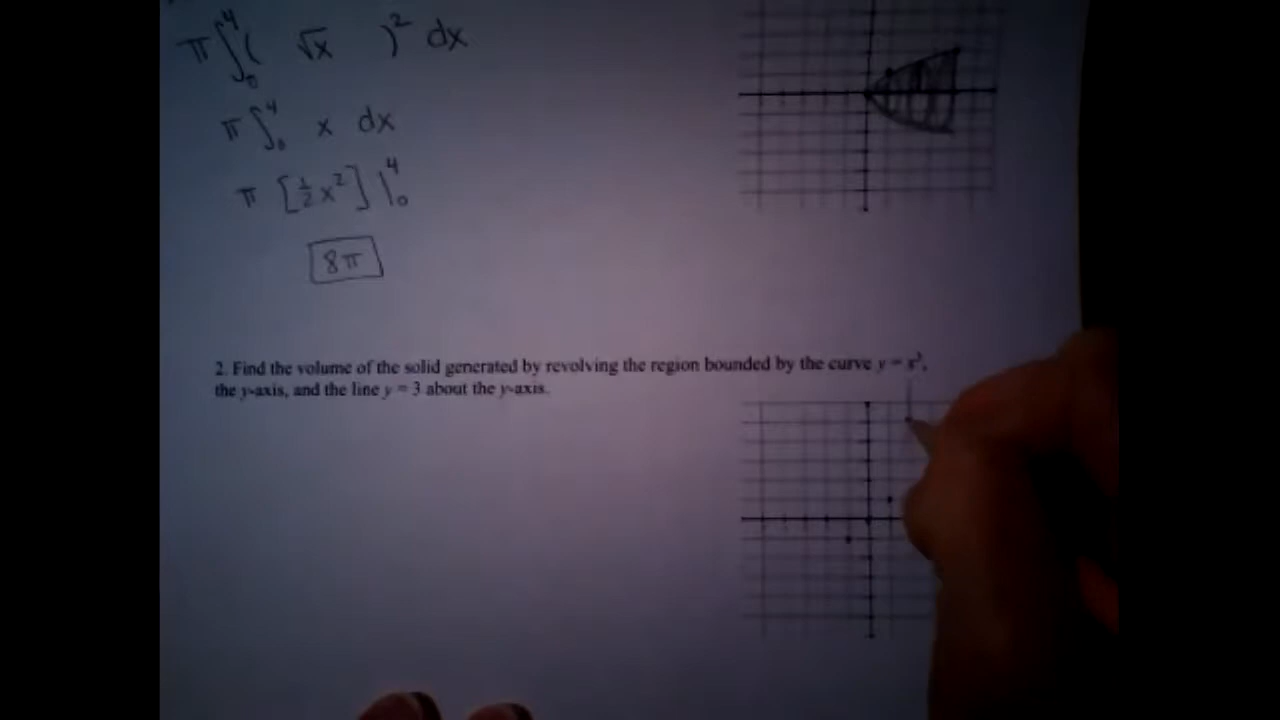 π ∫₀⁴ ( √x )² dx
π ∫₀⁴ x dx
π [½x²] |₀⁴
8π
2. Find the volume of the solid generated by revolving the region bounded by the curve y = x³,
the y-axis, and the line y = 3 about the y-axis.